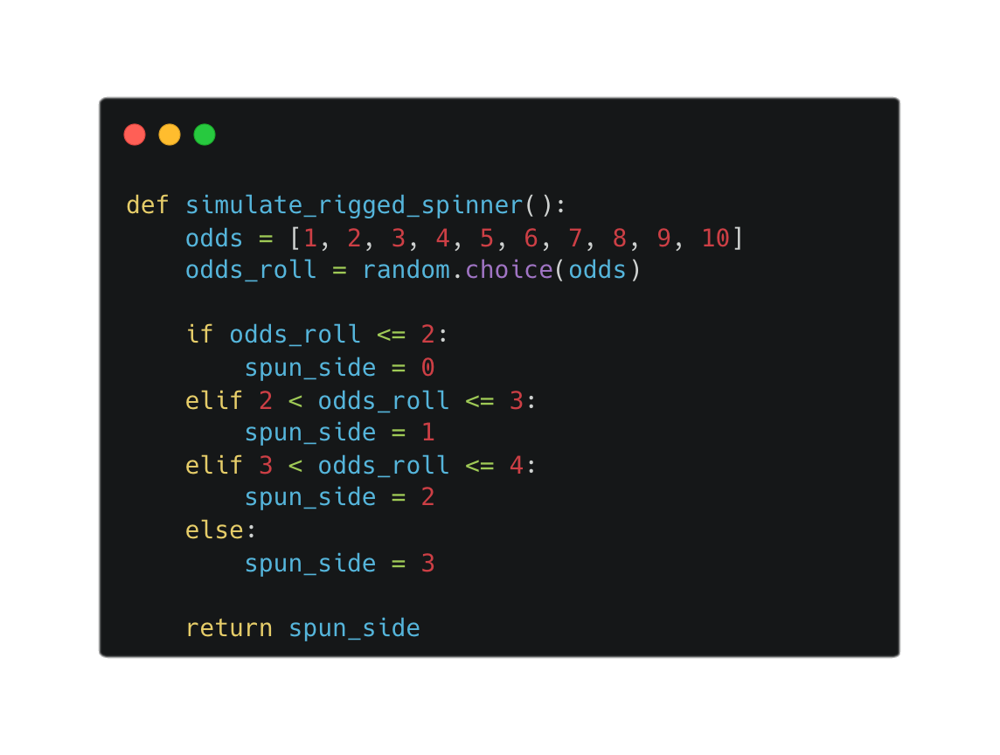 def simulate_rigged_spinner():
    odds = [1, 2, 3, 4, 5, 6, 7, 8, 9, 10]
    odds_roll = random.choice(odds)

    if odds_roll <= 2:
        spun_side = 0
    elif 2 < odds_roll <= 3:
        spun_side = 1
    elif 3 < odds_roll <= 4:
        spun_side = 2
    else:
        spun_side = 3

    return spun_side